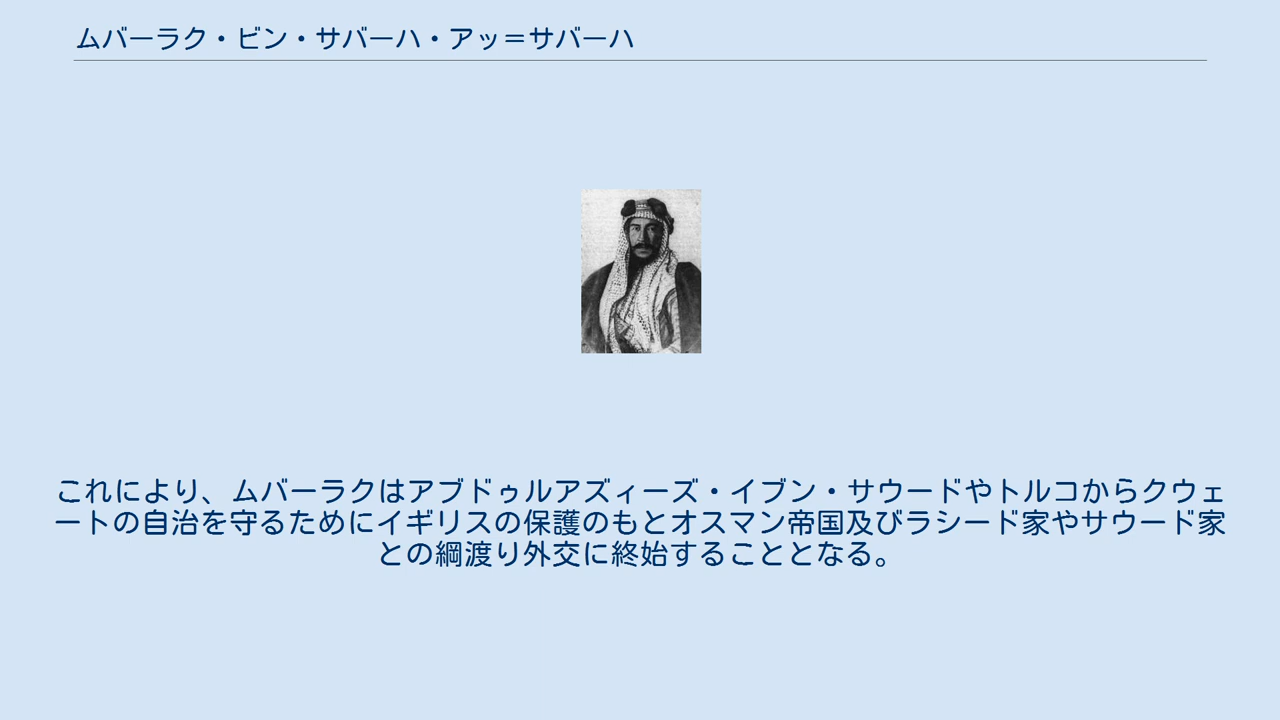 ムバーラク・ビン・サバーハ・アッ＝サバーハ
これにより、ムバーラクはアブドゥルアズィーズ・イブン・サウードやトルコからクウェ
ートの自治を守るためにイギリスの保護のもとオスマン帝国及びラシード家やサウード家
との綱渡り外交に終始することとなる。